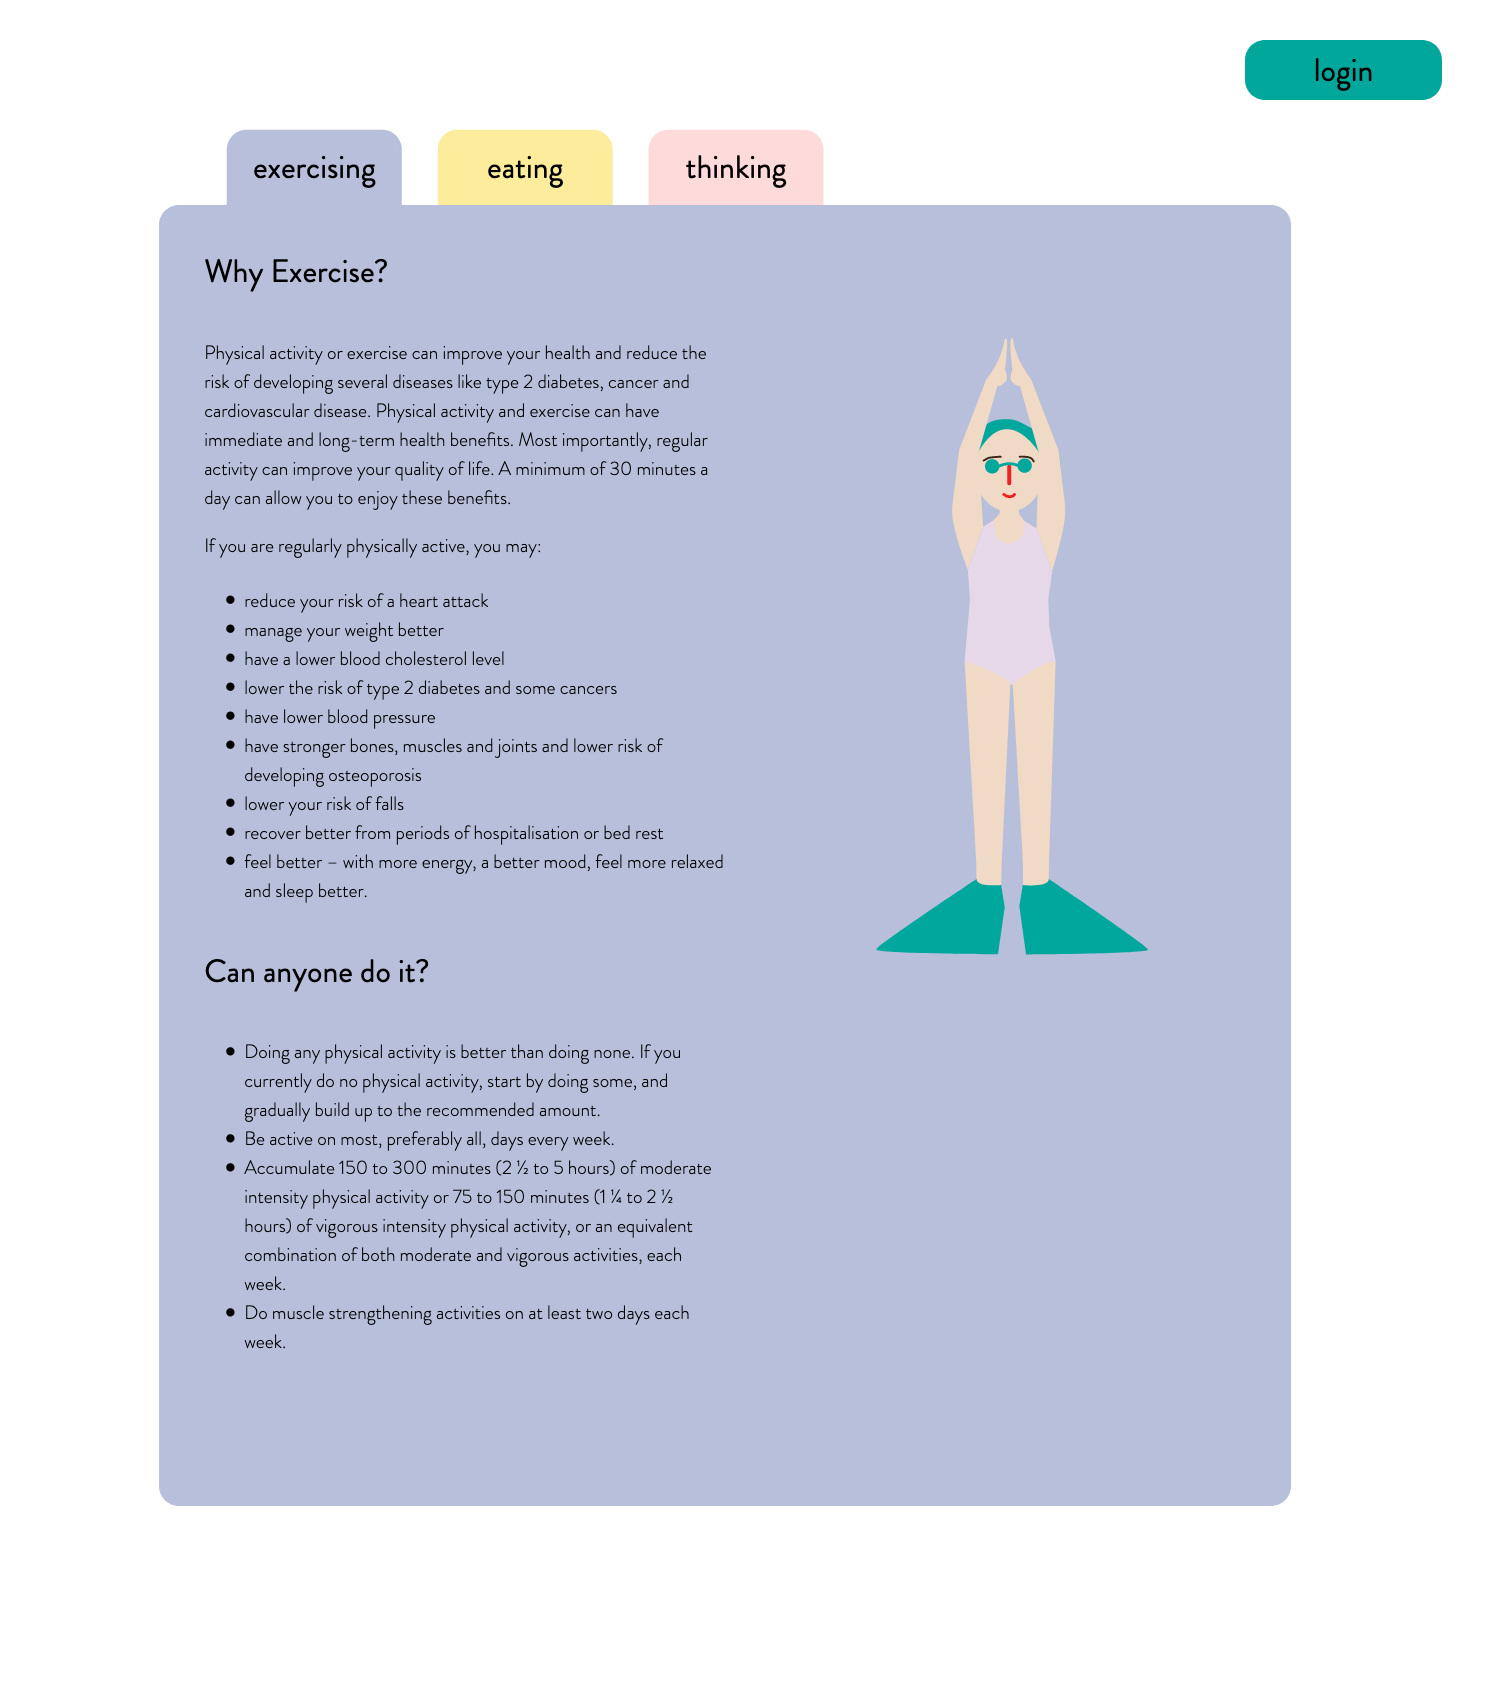 login
exercising
eating
thinking
Why Exercise?
Physical activity or exercise can improve your health and reduce the
risk of developing several diseases like type 2 diabetes, cancer and
cardiovascular disease. Physical activity and exercise can have
immediate and long-term health benefits. Most importantly, regular
activity can improve your quality of life. A minimum of 30 minutes a
day can allow you to enjoy these benefits.
If you are regularly physically active, you may:
● reduce your risk of a heart attack
● manage your weight better
● have a lower blood cholesterol level
● lower the risk of type 2 diabetes and some cancers
● have lower blood pressure
● have stronger bones, muscles and joints and lower risk of
developing osteoporosis
● lower your risk of falls
● recover better from periods of hospitalisation or bed rest
● feel better – with more energy, a better mood, feel more relaxed
and sleep better.
Can anyone do it?
● Doing any physical activity is better than doing none. If you
currently do no physical activity, start by doing some, and
gradually build up to the recommended amount.
● Be active on most, preferably all, days every week.
● Accumulate 150 to 300 minutes (2 ½ to 5 hours) of moderate
intensity physical activity or 75 to 150 minutes (1 ¼ to 2 ½
hours) of vigorous intensity physical activity, or an equivalent
combination of both moderate and vigorous activities, each
week.
● Do muscle strengthening activities on at least two days each
week.